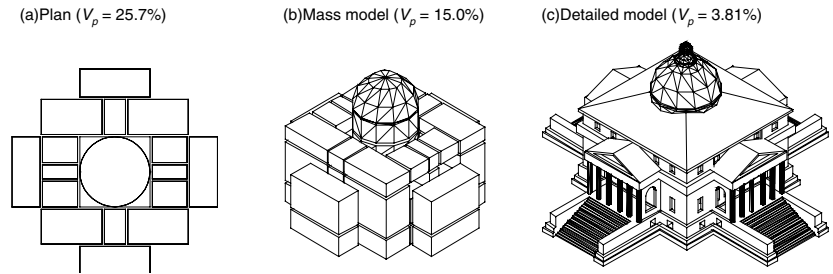 (a)Plan (Vp = 25.7%)
(b)Mass model (Vp = 15.0%)
(c)Detailed model (Vp = 3.81%)